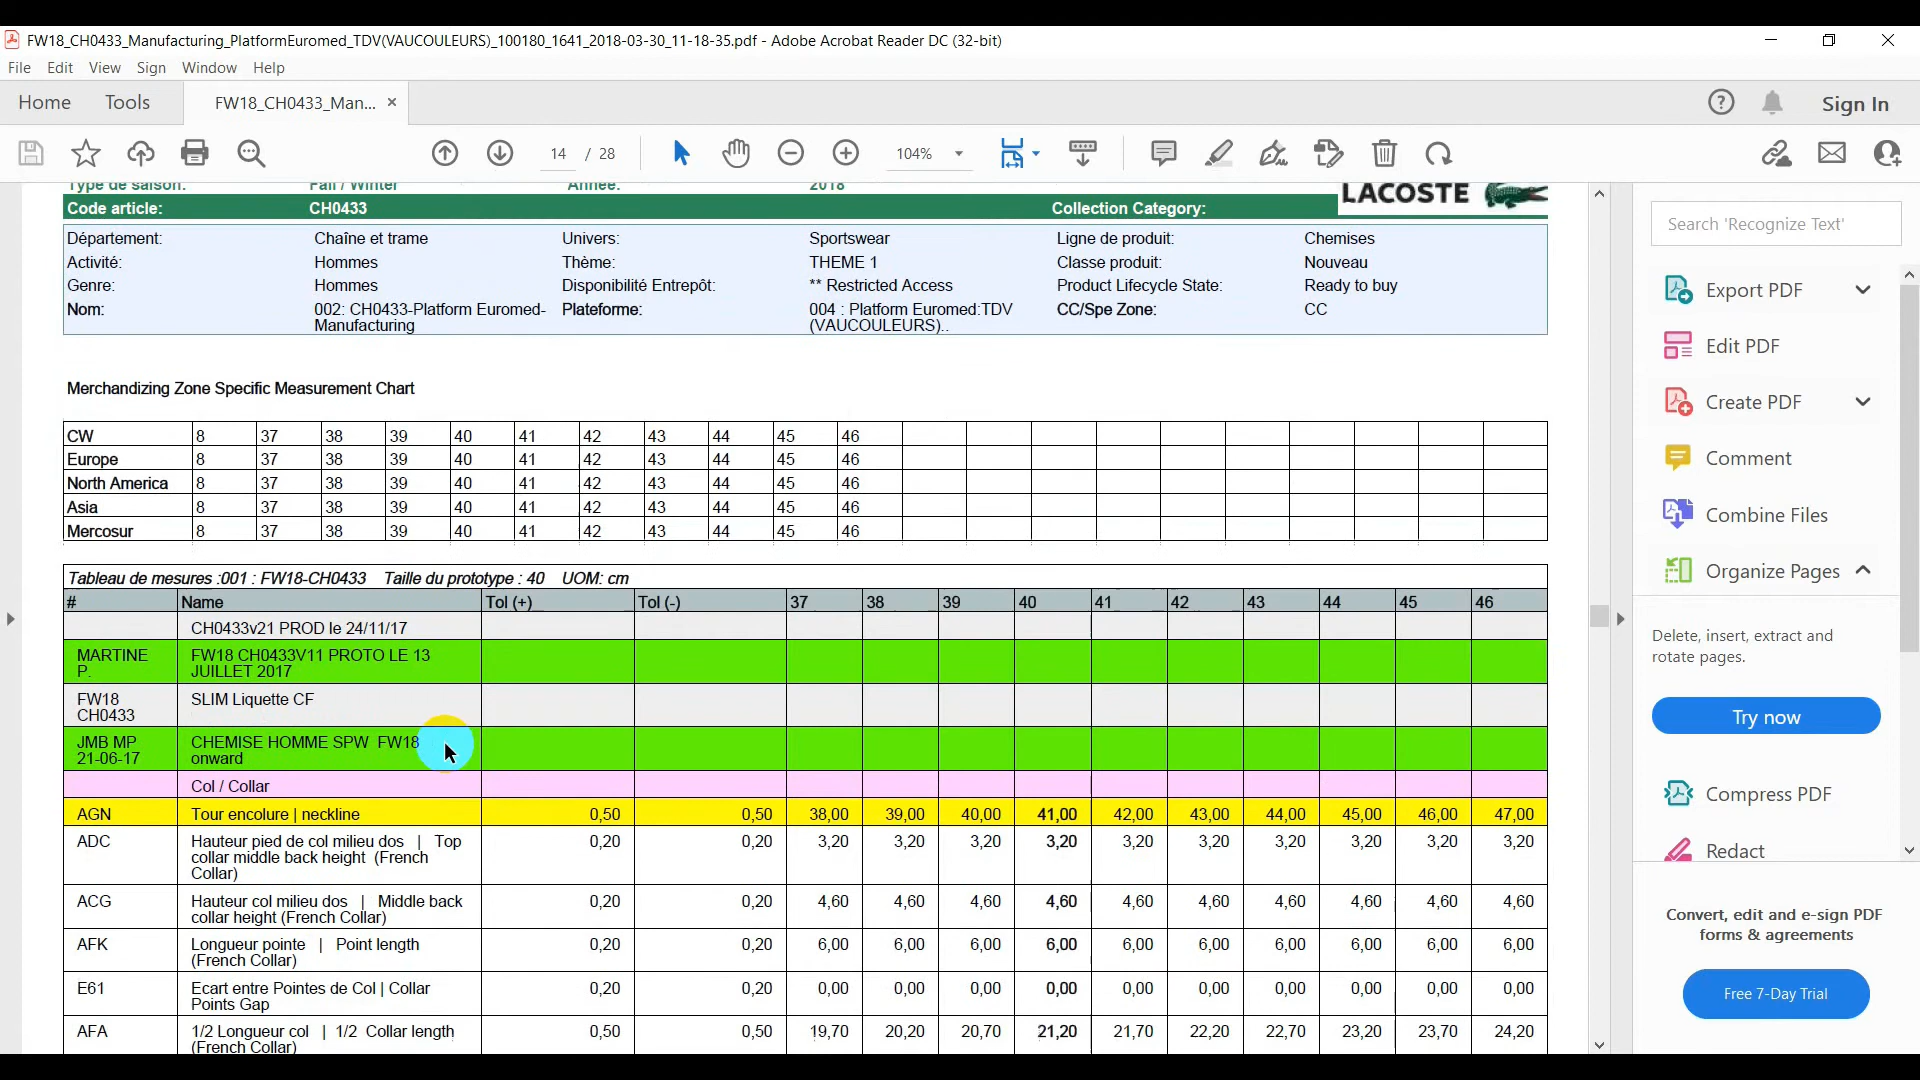 FW18_CH0433_Manufacturing_PlatformEuromed_TDV(VAUCOULEURS)_100180_1641_2018-03-30_11-18-35.pdf - Adobe Acrobat Reader DC (32-bit)
File Edit View Sign Window Help
Home Tools FW18_CH0433_Man... × Sign In
14 / 28 104%
Type de saison: Fall / Winter Année: 2018
LACOSTE
Code article: CH0433 Collection Category:
Département: Chaîne et trame Univers: Sportswear Ligne de produit: Chemises
Activité: Hommes Thème: THEME 1 Classe produit: Nouveau
Genre: Hommes Disponibilité Entrepôt: ** Restricted Access Product Lifecycle State: Ready to buy
Nom: 002: CH0433-Platform Euromed- Plateforme: 004 : Platform Euromed:TDV CC/Spe Zone: CC
Manufacturing (VAUCOULEURS)..
Merchandizing Zone Specific Measurement Chart
CW 8 37 38 39 40 41 42 43 44 45 46
Europe 8 37 38 39 40 41 42 43 44 45 46
North America 8 37 38 39 40 41 42 43 44 45 46
Asia 8 37 38 39 40 41 42 43 44 45 46
Mercosur 8 37 38 39 40 41 42 43 44 45 46
Tableau de mesures :001 : FW18-CH0433 Taille du prototype : 40 UOM: cm
# Name Tol (+) Tol (-) 37 38 39 40 41 42 43 44 45 46
CH0433v21 PROD le 24/11/17
MARTINE FW18 CH0433V11 PROTO LE 13
P. JUILLET 2017
FW18 SLIM Liquette CF
CH0433
JMB MP CHEMISE HOMME SPW FW18
21-06-17 onward
Col / Collar
AGN Tour encolure | neckline 0,50 0,50 38,00 39,00 40,00 41,00 42,00 43,00 44,00 45,00 46,00 47,00
ADC Hauteur pied de col milieu dos | Top 0,20 0,20 3,20 3,20 3,20 3,20 3,20 3,20 3,20 3,20 3,20 3,20
collar middle back height (French
Collar)
ACG Hauteur col milieu dos | Middle back 0,20 0,20 4,60 4,60 4,60 4,60 4,60 4,60 4,60 4,60 4,60 4,60
collar height (French Collar)
AFK Longueur pointe | Point length 0,20 0,20 6,00 6,00 6,00 6,00 6,00 6,00 6,00 6,00 6,00 6,00
(French Collar)
E61 Ecart entre Pointes de Col | Collar 0,20 0,20 0,00 0,00 0,00 0,00 0,00 0,00 0,00 0,00 0,00 0,00
Points Gap
AFA 1/2 Longueur col | 1/2 Collar length 0,50 0,50 19,70 20,20 20,70 21,20 21,70 22,20 22,70 23,20 23,70 24,20
(French Collar)
Search 'Recognize Text'
Export PDF
Edit PDF
Create PDF
Comment
Combine Files
Organize Pages
Delete, insert, extract and
rotate pages.
Try now
Compress PDF
Redact
Convert, edit and e-sign PDF
forms & agreements
Free 7-Day Trial